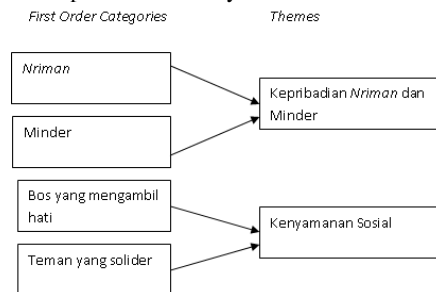 First Order Categories
Themes
Nriman
Kepribadian Nriman dan
Minder
Minder
Bos yang mengambil
hati
Kenyamanan Sosial
Teman yang solider